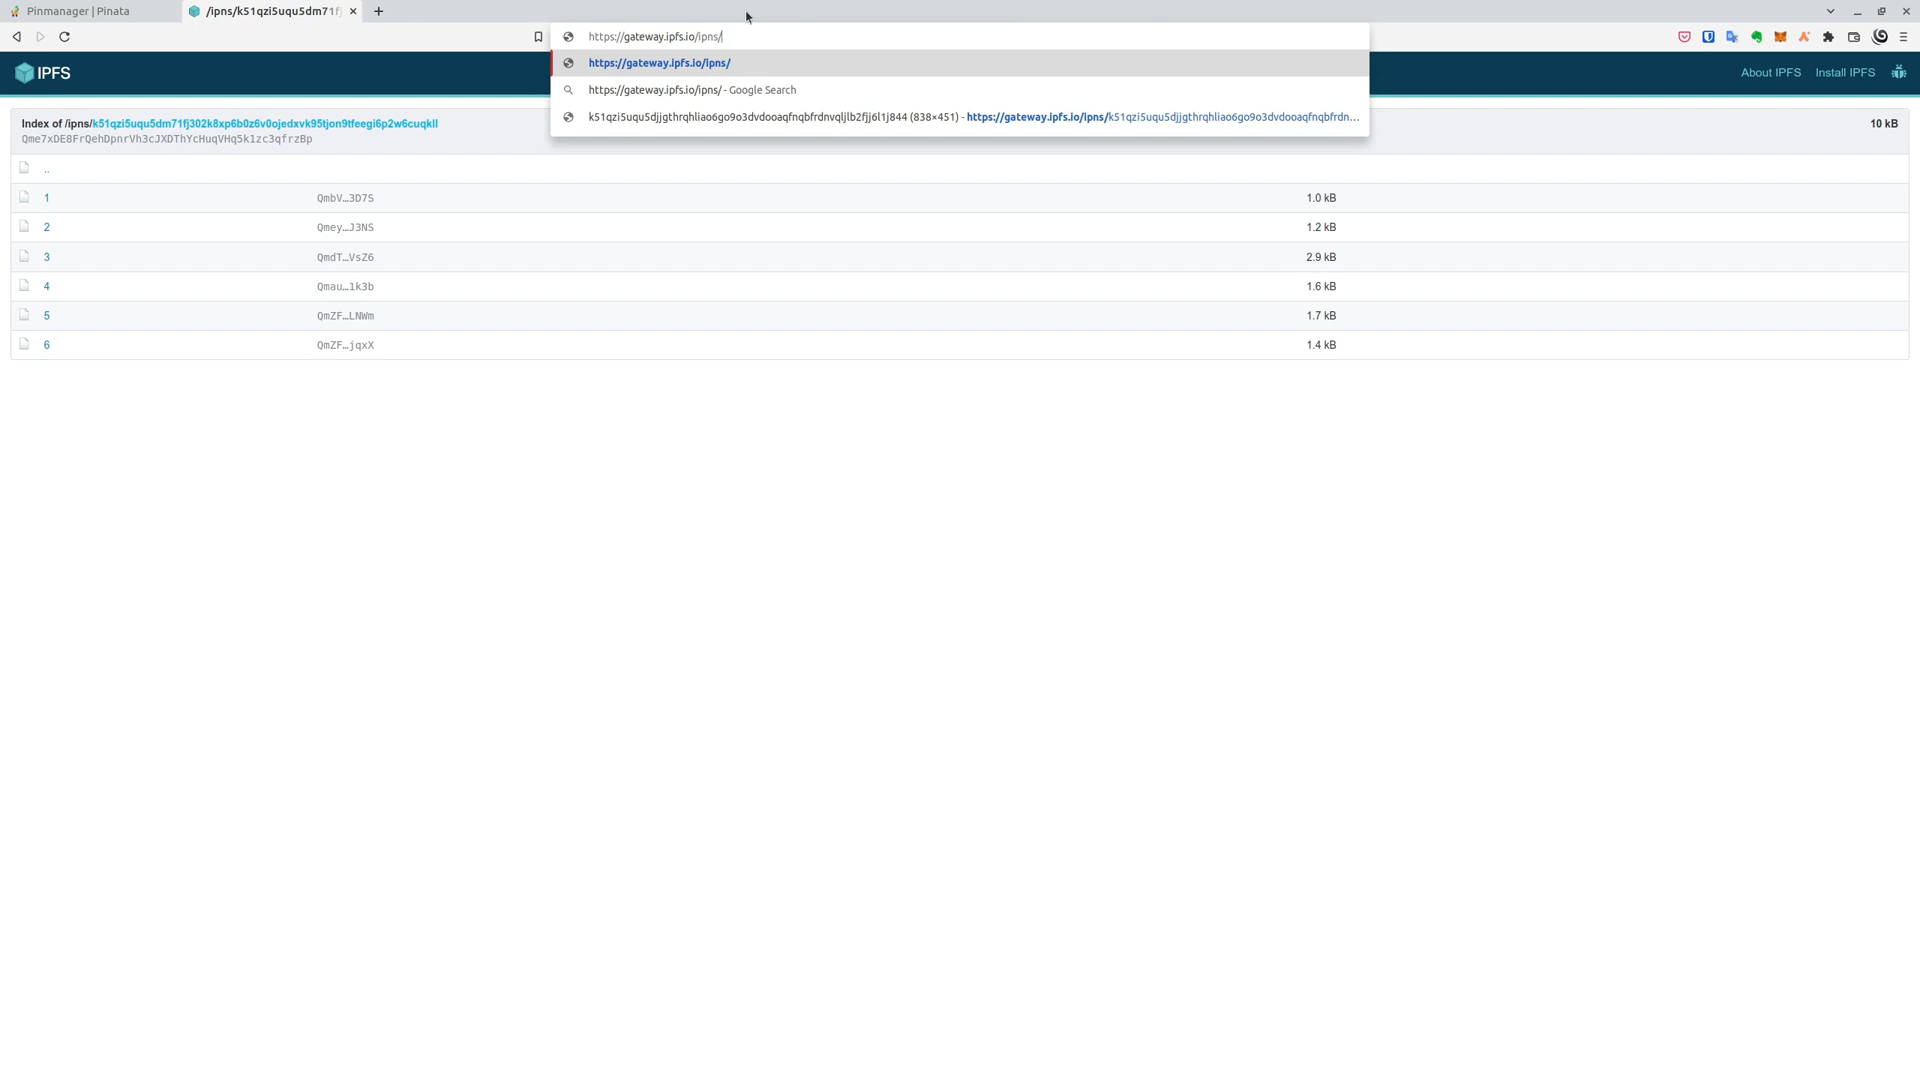 Pinmanager | Pinata
/ipns/k51qzi5uqu5dm71fj
https://gateway.ipfs.io/ipns/
https://gateway.ipfs.io/ipns/
https://gateway.ipfs.io/ipns/ - Google Search
k51qzi5uqu5djjgthrqhliao6go9o3dvdooaqfnqbfrdnvqljlb2fjj6l1j844 (838×451) - https://gateway.ipfs.io/ipns/k51qzi5uqu5djjgthrqhliao6go9o3dvdooaqfnqbfrdn...
IPFS
About IPFS
Install IPFS
Index of /ipns/k51qzi5uqu5dm71fj302k8xp6b0z6v0ojedxvk95tjon9tfeegi6p2w6cuqkll
10 kB
Qme7xDE8FrQehDpnrVh3cJXDThYcHuqVHq5k1zc3qfrzBp
..
1 QmbV…3D7S 1.0 kB
2 Qmey…J3NS 1.2 kB
3 QmdT…VsZ6 2.9 kB
4 Qmau…1k3b 1.6 kB
5 QmZF…LNWm 1.7 kB
6 QmZF…jqxX 1.4 kB